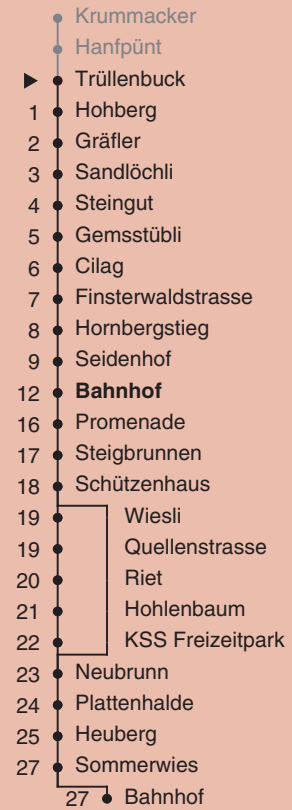 Krummacker
Hanfpünt
Trüllenbuck
1 Hohberg
2 Gräfler
3 Sandlöchli
4 Steingut
5 Gemsstübli
6 Cilag
7 Finsterwaldstrasse
8 Hornbergstieg
9 Seidenhof
12 Bahnhof
16 Promenade
17 Steigbrunnen
18 Schützenhaus
19 Wiesli
19 Quellenstrasse
20 Riet
21 Hohlenbaum
22 KSS Freizeitpark
23 Neubrunn
24 Plattenhalde
25 Heuberg
27 Sommerwies
27 Bahnhof